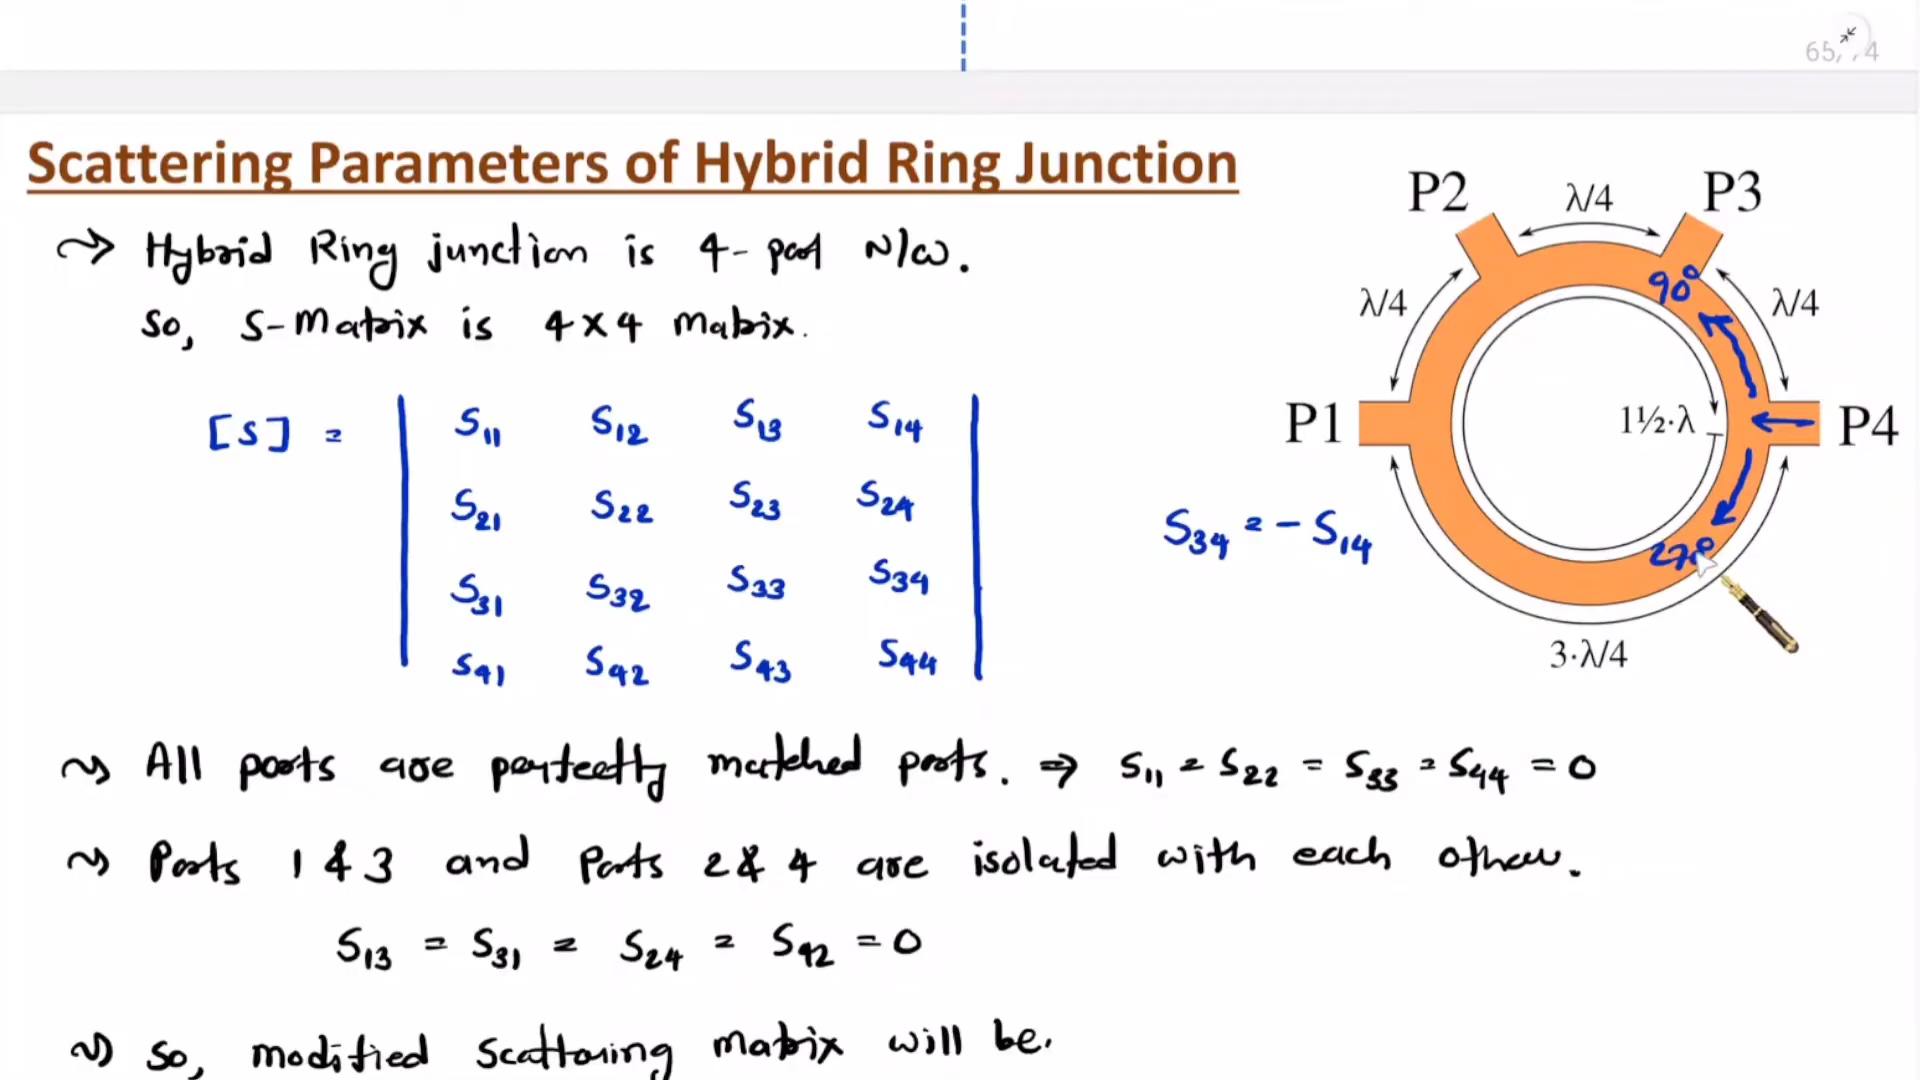 65, 4
Scattering Parameters of Hybrid Ring Junction
→ Hybrid Ring junction is 4-port N/W.
So, S-Matrix is 4×4 matrix.
[S] =
S11 S12 S13 S14
S21 S22 S23 S24
S31 S32 S33 S34
S41 S42 S43 S44
P2 λ/4 P3
λ/4 90° λ/4
P1 1½·λ P4
S34 = - S14
270°
3·λ/4
→ All ports are perfectly matched ports. ⇒ S11 = S22 = S33 = S44 = 0
→ Ports 1 & 3 and Ports 2 & 4 are isolated with each other.
S13 = S31 = S24 = S42 = 0
→ So, modified scattering matrix will be.